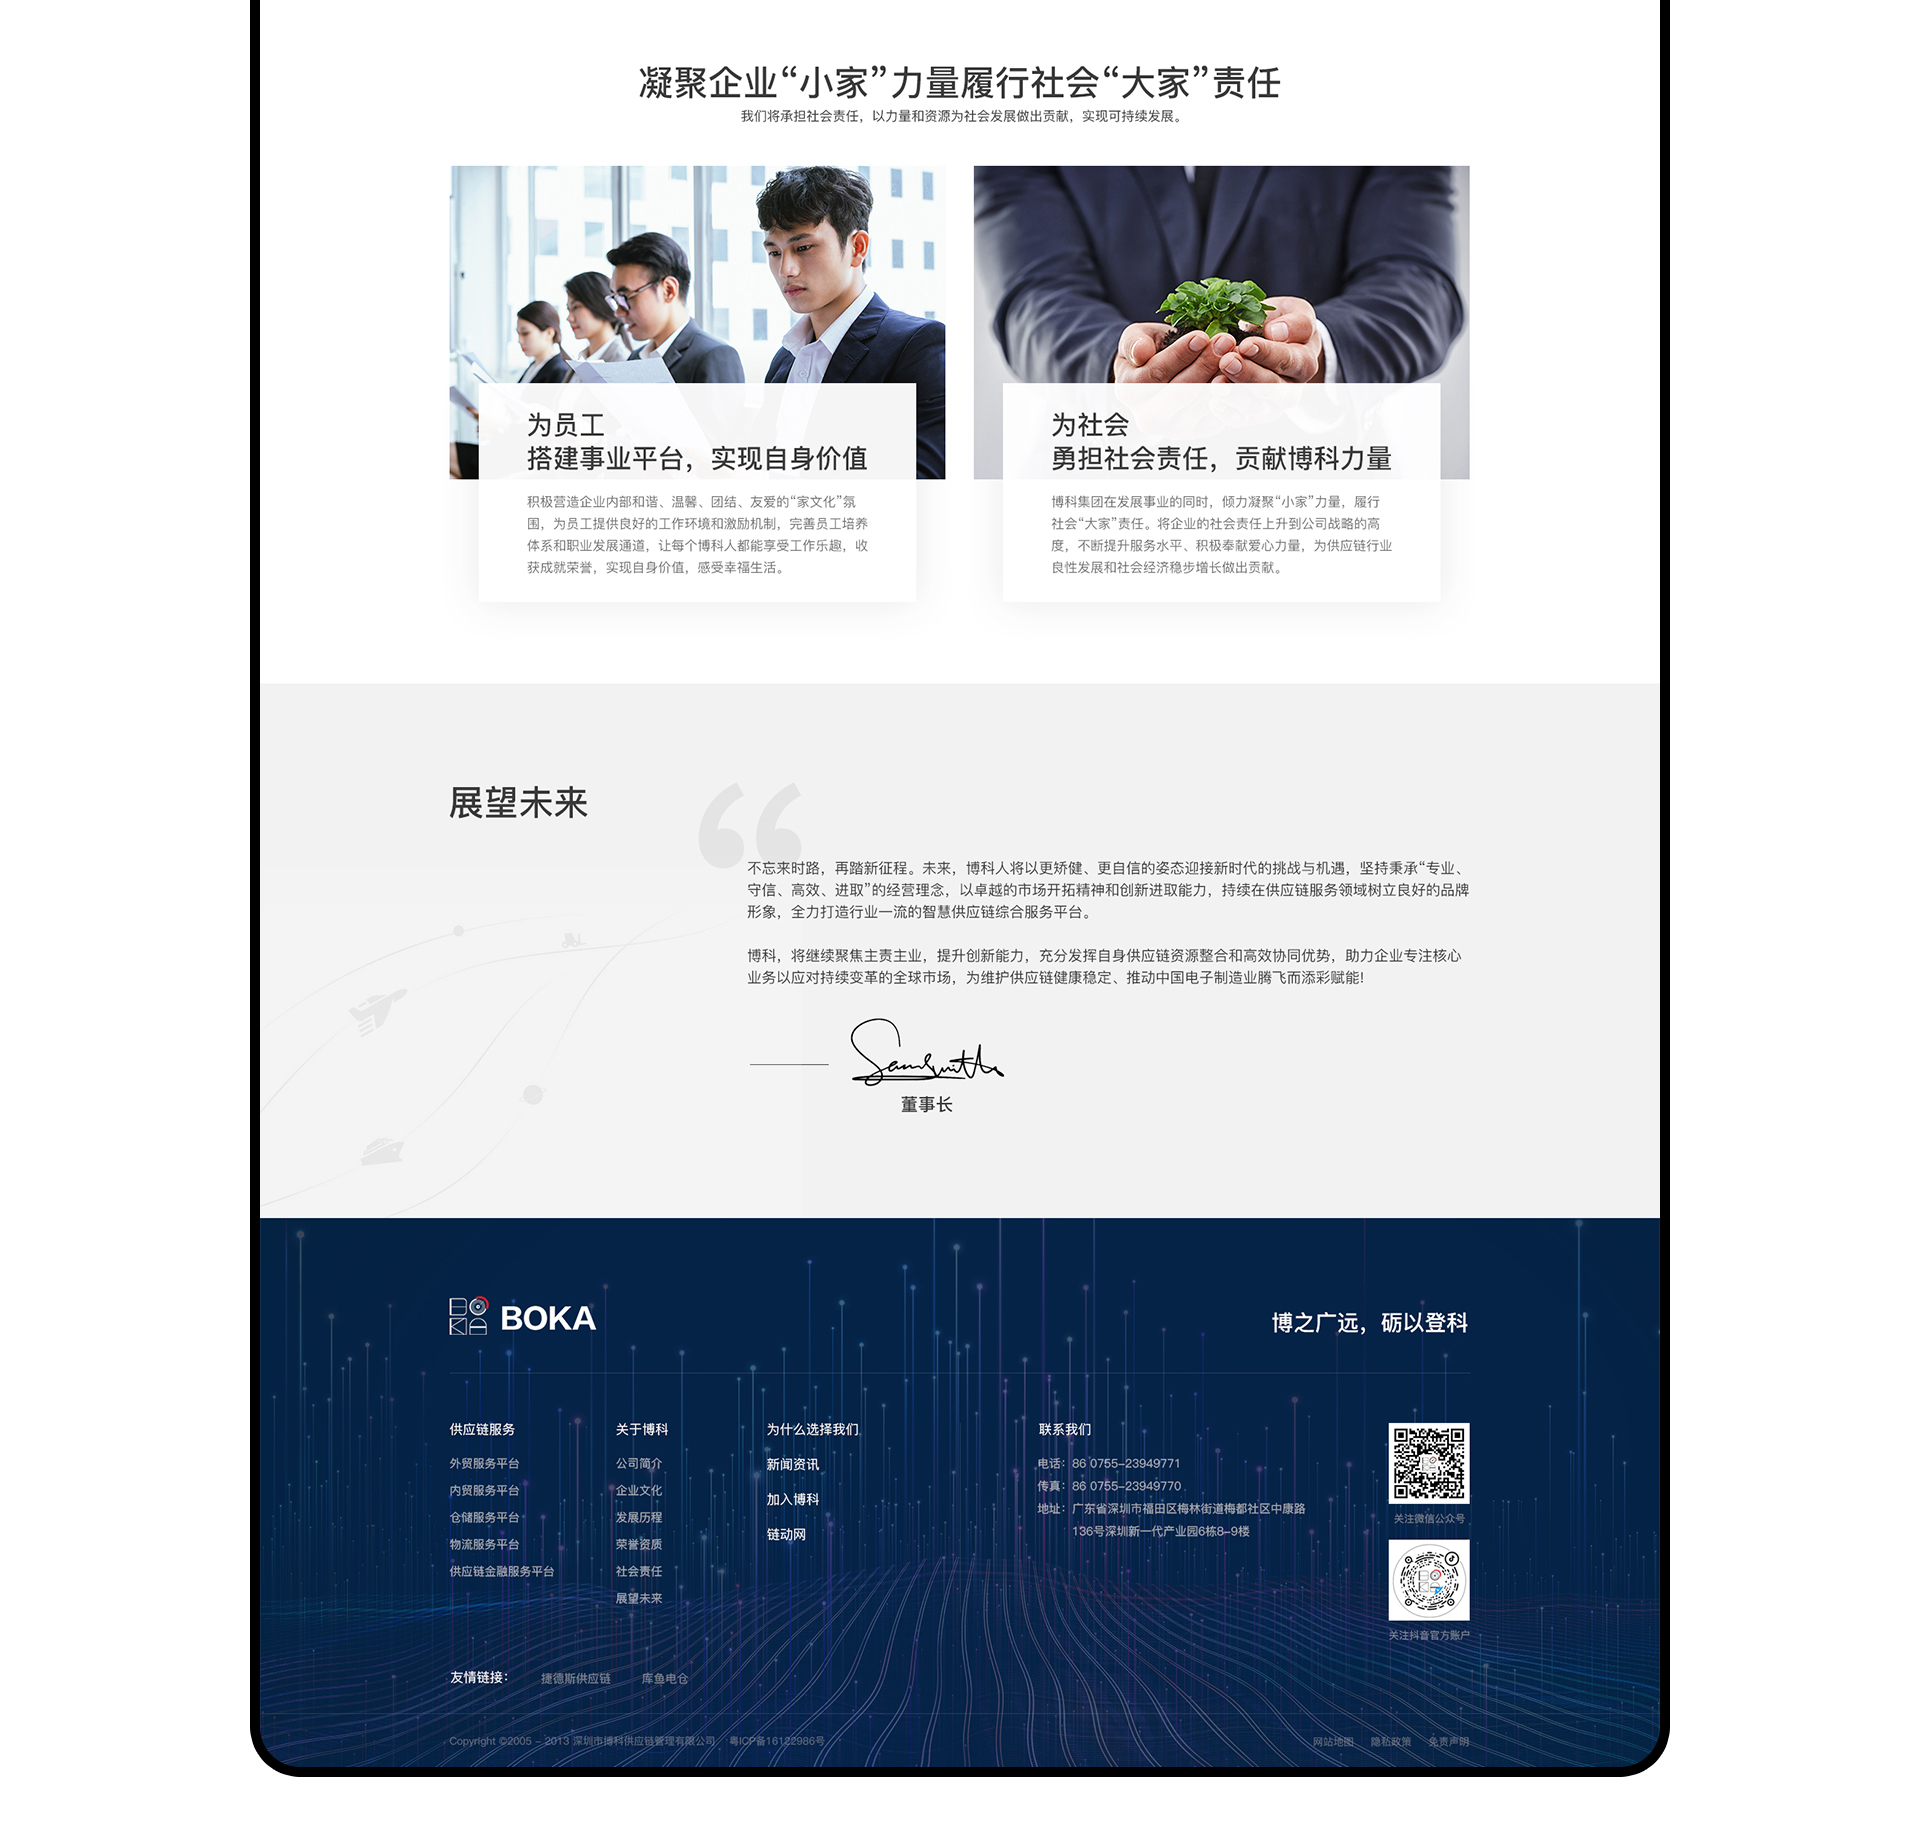 凝聚企业“小家”力量履行社会“大家”责任
我们将承担社会责任，以力量和资源为社会发展做出贡献，实现可持续发展。
为员工
搭建事业平台，实现自身价值
积极营造企业内部和谐、温馨、团结、友爱的“家文化”氛
围，为员工提供良好的工作环境和激励机制，完善员工培养
体系和职业发展通道，让每个博科人都能享受工作乐趣，收
获成就荣誉，实现自身价值，感受幸福生活。
为社会
勇担社会责任，贡献博科力量
博科集团在发展事业的同时，倾力凝聚“小家”力量，履行
社会“大家”责任。将企业的社会责任上升到公司战略的高
度，不断提升服务水平、积极奉献爱心力量，为供应链行业
良性发展和社会经济稳步增长做出贡献。
展望未来
不忘来时路，再踏新征程。未来，博科人将以更矫健、更自信的姿态迎接新时代的挑战与机遇，坚持秉承“专业、
守信、高效、进取”的经营理念，以卓越的市场开拓精神和创新进取能力，持续在供应链服务领域树立良好的品牌
形象，全力打造行业一流的智慧供应链综合服务平台。
博科，将继续聚焦主责主业，提升创新能力，充分发挥自身供应链资源整合和高效协同优势，助力企业专注核心
业务以应对持续变革的全球市场，为维护供应链健康稳定、推动中国电子制造业腾飞而添彩赋能!
董事长
BOKA
BOKA
博之广远，砺以登科
供应链服务
外贸服务平台
内贸服务平台
仓储服务平台
物流服务平台
供应链金融服务平台
关于博科
公司简介
企业文化
发展历程
荣誉资质
社会责任
展望未来
为什么选择我们
新闻资讯
加入博科
链动网
联系我们
电话：86 0755-23949771
传真：86 0755-23949770
地址：广东省深圳市福田区梅林街道梅都社区中康路
136号深圳新一代产业园6栋8-9楼
关注微信公众号
关注抖音官方账户
友情链接：
捷德斯供应链
库鱼电仓
Copyright ©2005 - 2013 深圳市博科供应链管理有限公司
粤ICP备16122986号
网站地图
隐私政策
免责声明